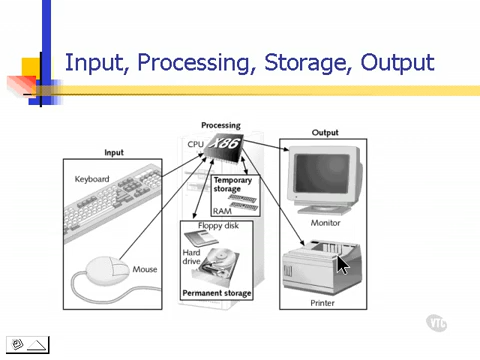 Input, Processing, Storage, Output
Processing
CPU
X86
Input
Output
Keyboard
Temporary
storage
RAM
Floppy disk
Monitor
Mouse
Hard
drive
Permanent storage
Printer
VTC